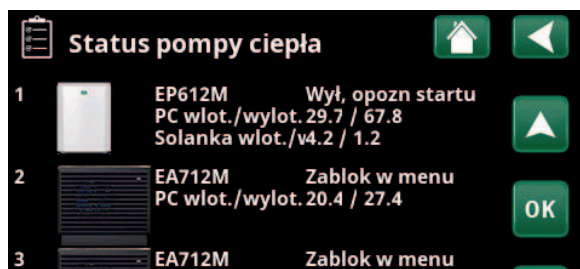 Status pompy ciepła
1 EP612M Wył, opozn startu
PC wlot./wylot. 29.7 / 67.8
Solanka wlot./w4.2 / 1.2
2 EA712M Zablok w menu
PC wlot./wylot. 20.4 / 27.4
OK
3 EA712M Zablok w menu